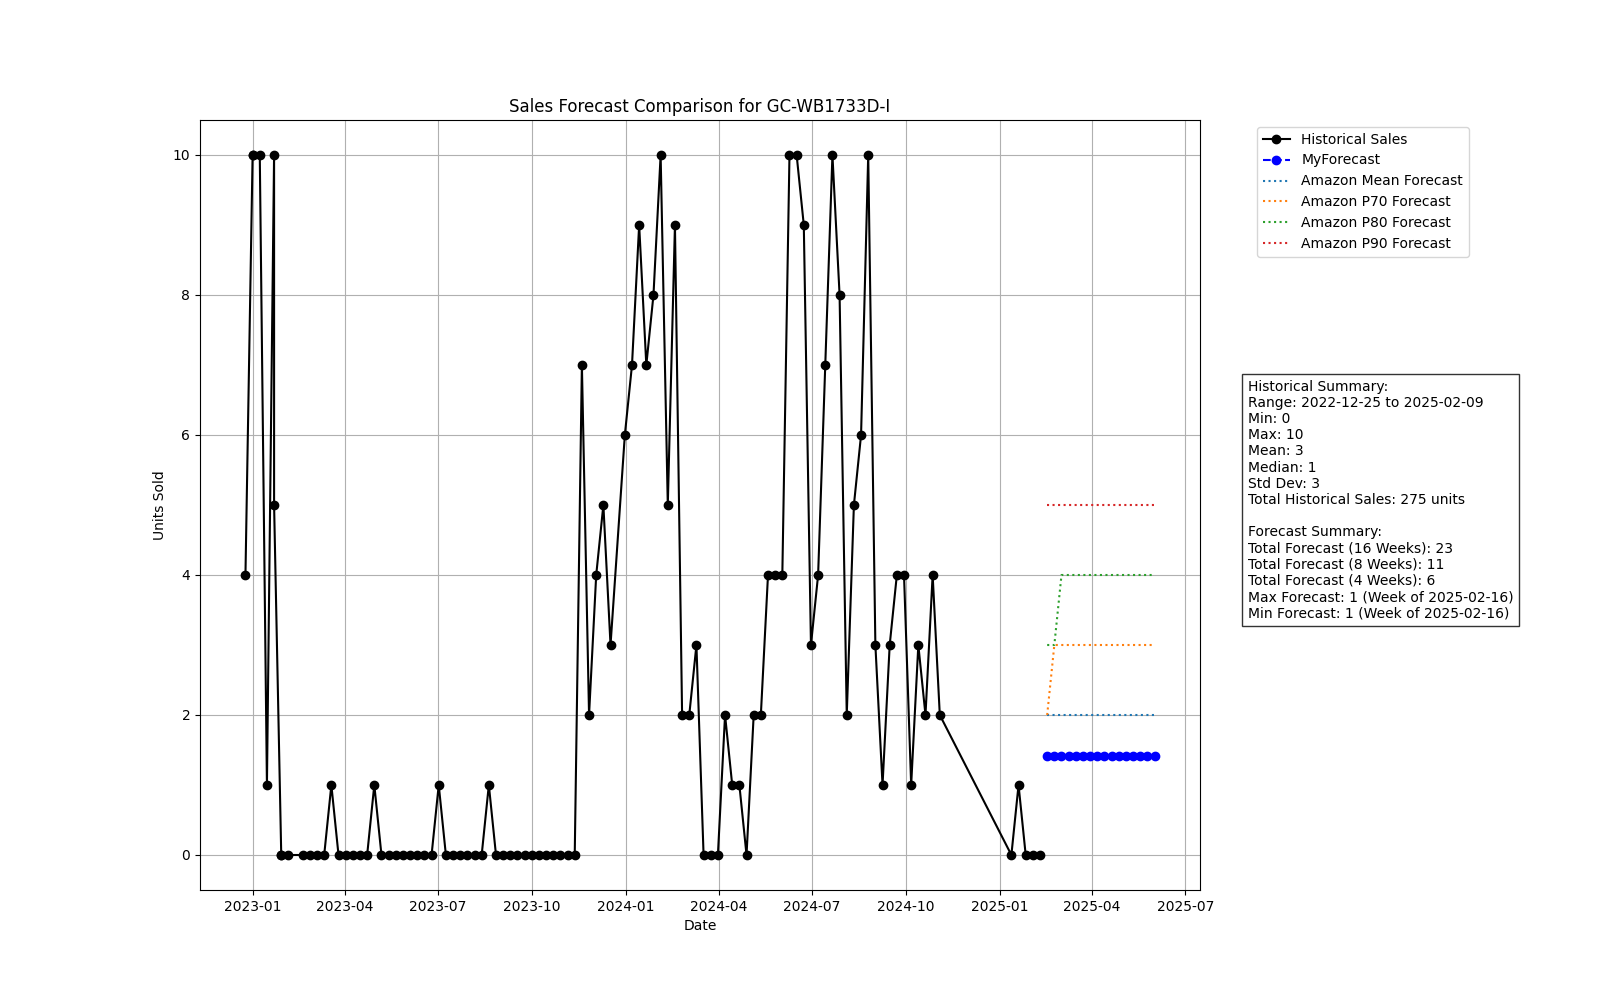 Sales Forecast Comparison for GC-WB1733D-I
Units Sold
10
8
6
4
2
0
2023-01
2023-04
2023-07
2023-10
2024-01
2024-04
2024-07
2024-10
2025-01
2025-04
2025-07
Date
Historical Sales
MyForecast
Amazon Mean Forecast
Amazon P70 Forecast
Amazon P80 Forecast
Amazon P90 Forecast
Historical Summary:
Range: 2022-12-25 to 2025-02-09
Min: 0
Max: 10
Mean: 3
Median: 1
Std Dev: 3
Total Historical Sales: 275 units
Forecast Summary:
Total Forecast (16 Weeks): 23
Total Forecast (8 Weeks): 11
Total Forecast (4 Weeks): 6
Max Forecast: 1 (Week of 2025-02-16)
Min Forecast: 1 (Week of 2025-02-16)